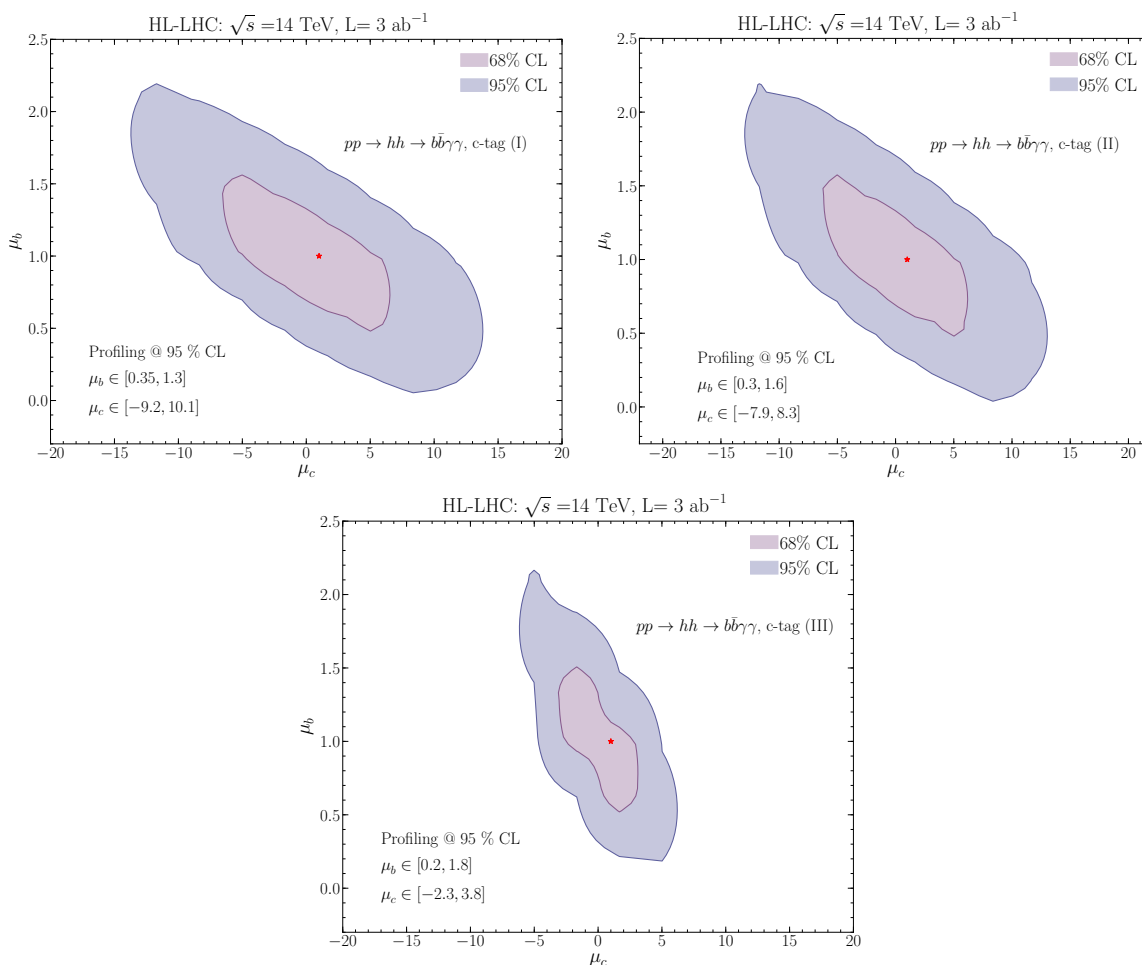 HL-LHC: √s =14 TeV, L= 3 ab⁻¹
2.5
2.0
1.5
1.0
0.5
0.0
μ_b
68% CL
95% CL
pp → hh → bb̄γγ, c-tag (I)
Profiling @ 95 % CL
μ_b ∈ [0.35, 1.3]
μ_c ∈ [−9.2, 10.1]
−20 −15 −10 −5 0 5 10 15 20
μ_c
HL-LHC: √s =14 TeV, L= 3 ab⁻¹
2.5
2.0
1.5
1.0
0.5
0.0
μ_b
68% CL
95% CL
pp → hh → bb̄γγ, c-tag (II)
Profiling @ 95 % CL
μ_b ∈ [0.3, 1.6]
μ_c ∈ [−7.9, 8.3]
−20 −15 −10 −5 0 5 10 15 20
μ_c
HL-LHC: √s =14 TeV, L= 3 ab⁻¹
2.5
2.0
1.5
1.0
0.5
0.0
μ_b
68% CL
95% CL
pp → hh → bb̄γγ, c-tag (III)
Profiling @ 95 % CL
μ_b ∈ [0.2, 1.8]
μ_c ∈ [−2.3, 3.8]
−20 −15 −10 −5 0 5 10 15 20
μ_c